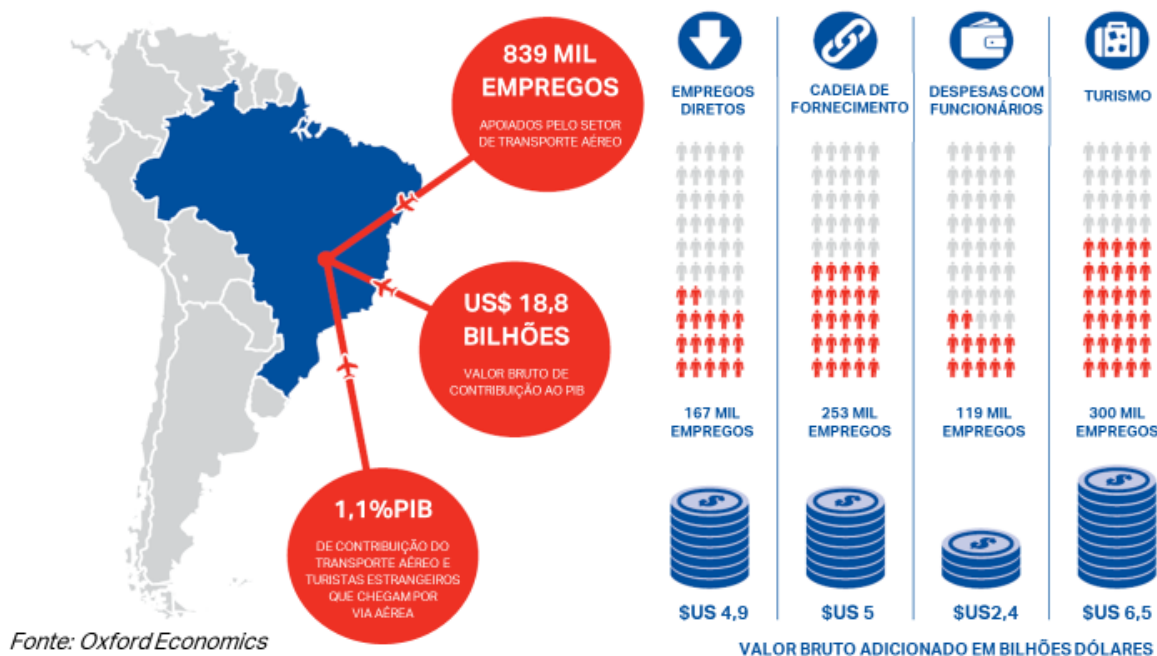 839 MIL
EMPREGOS
APOIADOS PELO SETOR
DE TRANSPORTE AÉREO
US$ 18,8
BILHÕES
VALOR BRUTO DE
CONTRIBUIÇÃO AO PIB
1,1%PIB
DE CONTRIBUIÇÃO DO
TRANSPORTE AÉREO E
TURISTAS ESTRANGEIROS
QUE CHEGAM POR
VIA AÉREA
Fonte: Oxford Economics
EMPREGOS
DIRETOS
167 MIL
EMPREGOS
$
$US 4,9
CADEIA DE
FORNECIMENTO
253 MIL
EMPREGOS
$
$US 5
DESPESAS COM
FUNCIONÁRIOS
119 MIL
EMPREGOS
$
$US2,4
TURISMO
300 MIL
EMPREGOS
$
$US 6,5
VALOR BRUTO ADICIONADO EM BILHÕES DÓLARES